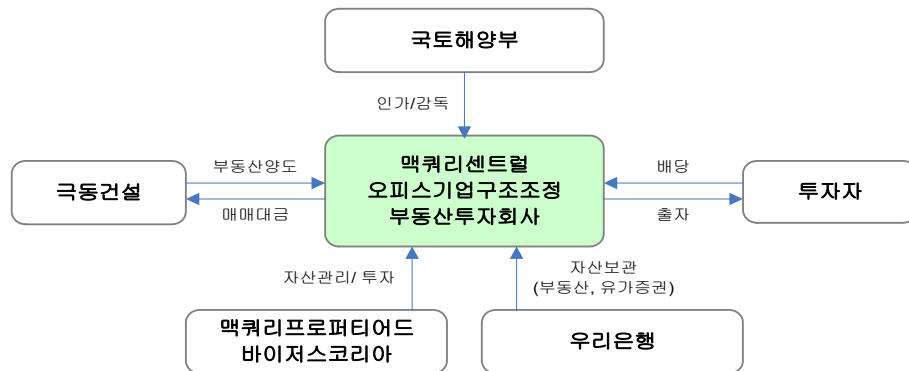 국토해양부
인가/감독
극동건설
부동산양도
매매대금
맥쿼리센트럴
오피스기업구조조정
부동산투자회사
배당
출자
투자자
자산관리/ 투자
자산보관
(부동산, 유가증권)
맥쿼리프로퍼티어드
바이저스코리아
우리은행